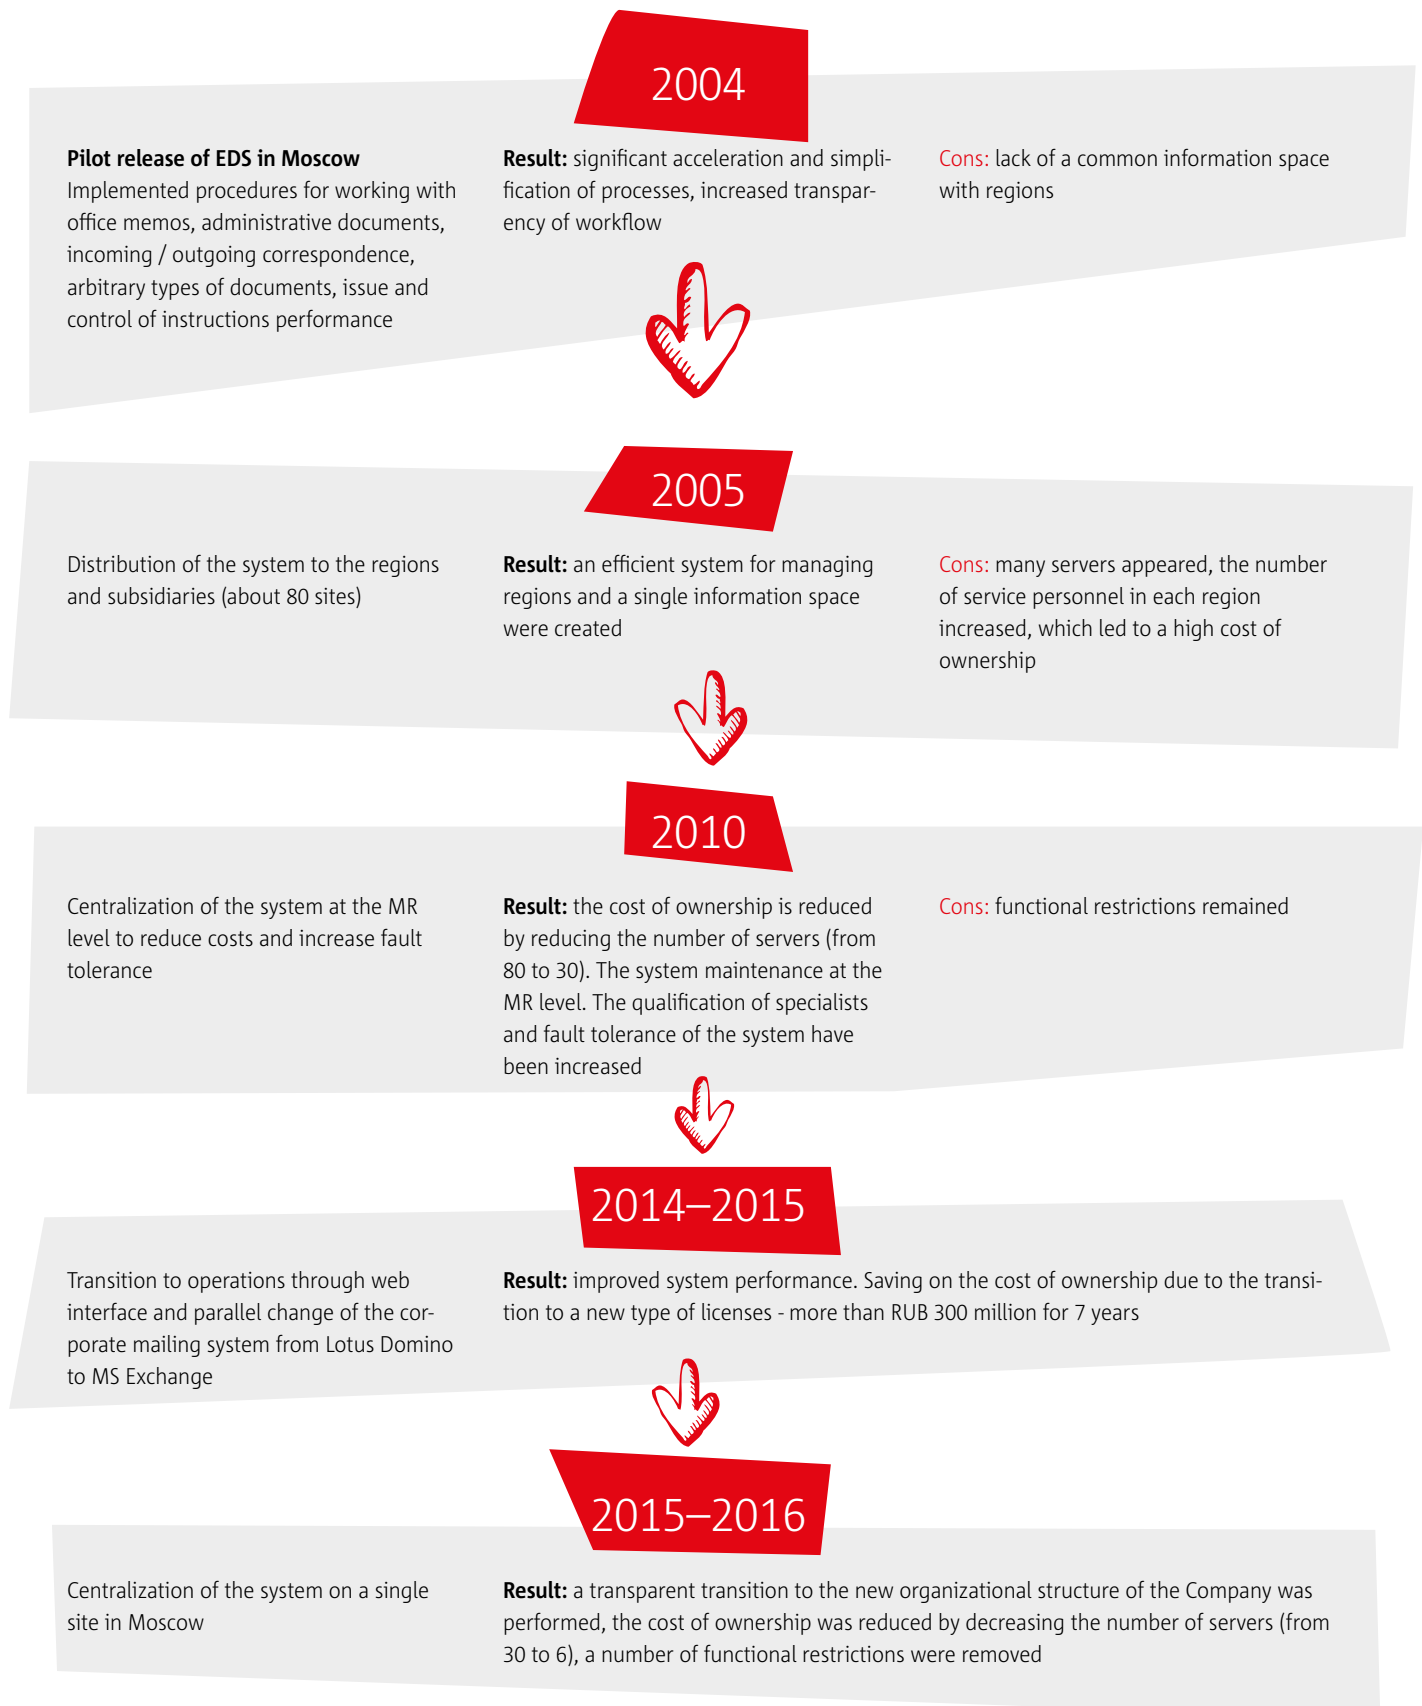 2004
Pilot release of EDS in Moscow
Implemented procedures for working with
office memos, administrative documents,
incoming / outgoing correspondence,
arbitrary types of documents, issue and
control of instructions performance
Result: significant acceleration and simpli-
fication of processes, increased transpar-
ency of workflow
Cons: lack of a common information space
with regions
2005
Distribution of the system to the regions
and subsidiaries (about 80 sites)
Result: an efficient system for managing
regions and a single information space
were created
Cons: many servers appeared, the number
of service personnel in each region
increased, which led to a high cost of
ownership
2010
Centralization of the system at the MR
level to reduce costs and increase fault
tolerance
Result: the cost of ownership is reduced
by reducing the number of servers (from
80 to 30). The system maintenance at the
MR level. The qualification of specialists
and fault tolerance of the system have
been increased
Cons: functional restrictions remained
2014–2015
Transition to operations through web
interface and parallel change of the cor-
porate mailing system from Lotus Domino
to MS Exchange
Result: improved system performance. Saving on the cost of ownership due to the transi-
tion to a new type of licenses - more than RUB 300 million for 7 years
2015–2016
Centralization of the system on a single
site in Moscow
Result: a transparent transition to the new organizational structure of the Company was
performed, the cost of ownership was reduced by decreasing the number of servers (from
30 to 6), a number of functional restrictions were removed